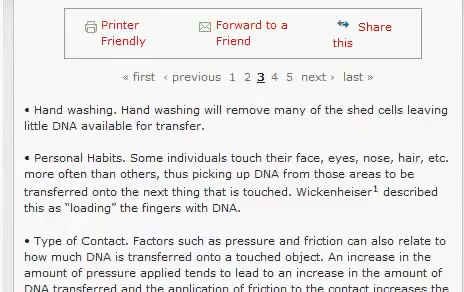 Printer Friendly
Forward to a Friend
Share this
« first ‹ previous 1 2 3 4 5 next › last »
• Hand washing. Hand washing will remove many of the shed cells leaving
little DNA available for transfer.
• Personal Habits. Some individuals touch their face, eyes, nose, hair, etc.
more often than others, thus picking up DNA from those areas to be
transferred onto the next thing that is touched. Wickenheiser1 described
this as “loading” the fingers with DNA.
• Type of Contact. Factors such as pressure and friction can also relate to
how much DNA is transferred onto a touched object. An increase in the
amount of pressure applied tends to lead to an increase in the amount of
DNA transferred and the application of friction to the contact increases the